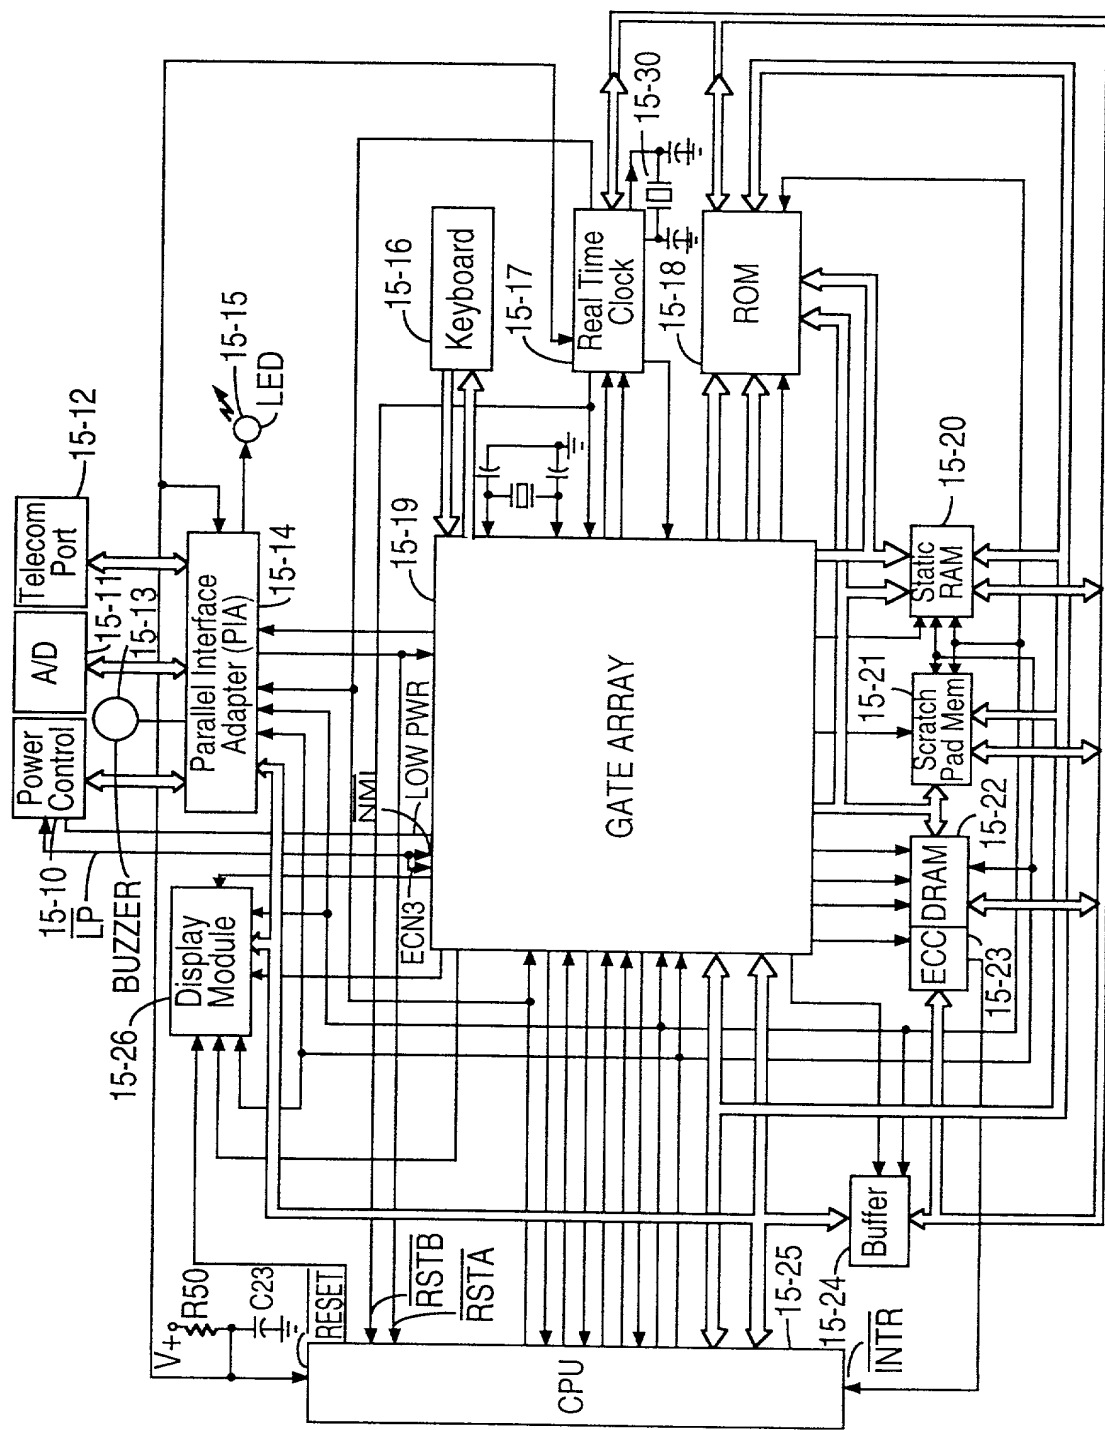 15-10
LP
BUZZER
Power
Control
A/D
15-11
15-13
Telecom
Port
15-12
15-15
LED
Parallel Interface
Adapter (PIA)
15-14
15-26
Display
Module
V+
R50
C23
RESET
RSTB
RSTA
ECN3
NMI
LOW PWR
15-19
15-16
Keyboard
15-17
Real Time
Clock
15-30
15-18
ROM
GATE ARRAY
CPU
15-25
INTR
15-24
Buffer
ECC
15-23
DRAM
15-22
Scratch
Pad Mem
15-21
Static
RAM
15-20